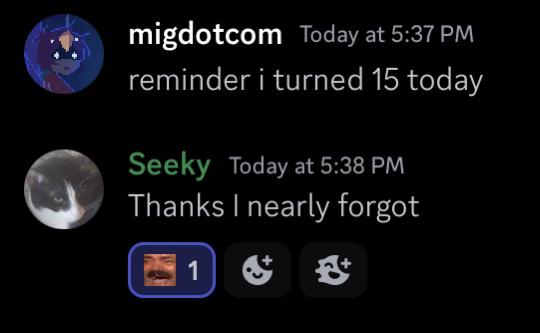 migdotcom Today at 5:37 PM
reminder i turned 15 today
Seeky Today at 5:38 PM
Thanks I nearly forgot
1